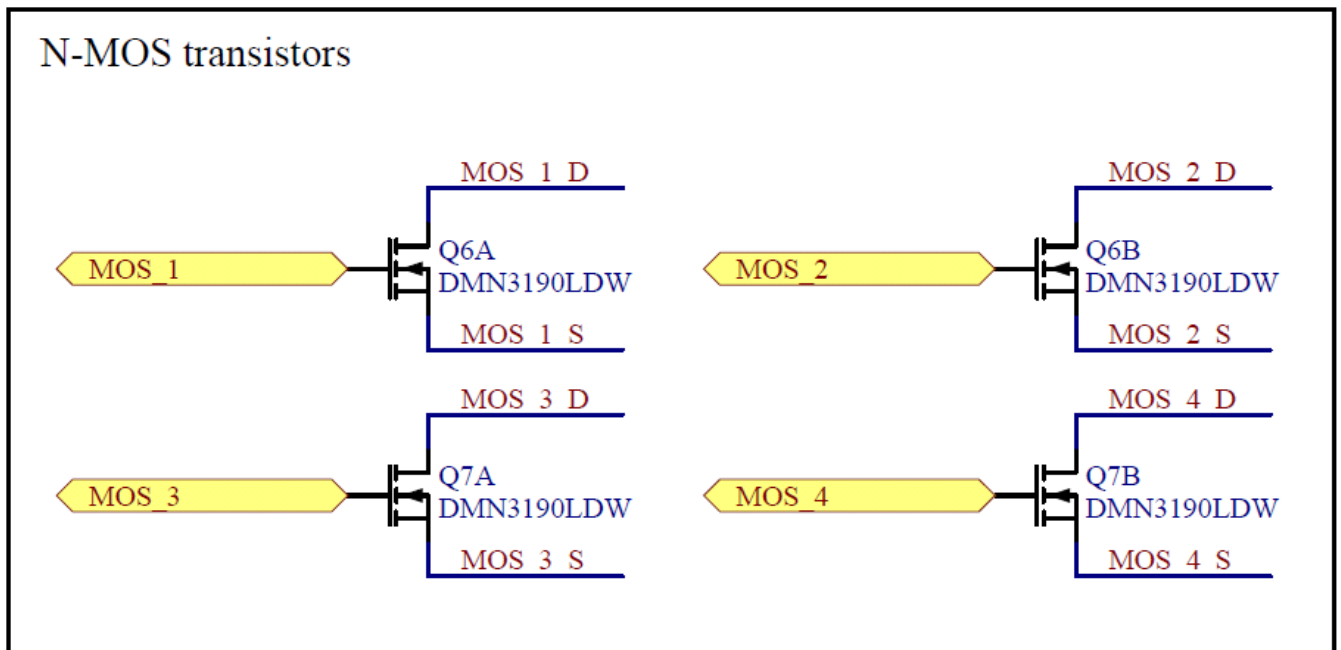 N-MOS transistors
MOS_1_D
MOS_1
Q6A
DMN3190LDW
MOS_1_S
MOS_2_D
MOS_2
Q6B
DMN3190LDW
MOS_2_S
MOS_3_D
MOS_3
Q7A
DMN3190LDW
MOS_3_S
MOS_4_D
MOS_4
Q7B
DMN3190LDW
MOS_4_S